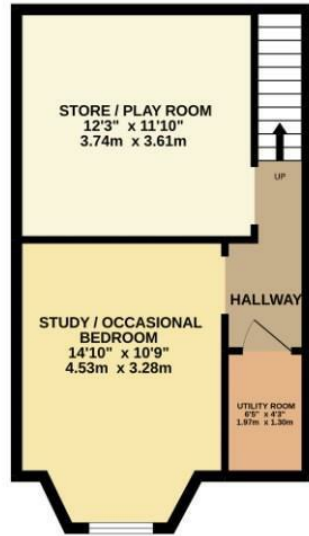 STORE / PLAY ROOM
12'3" x 11'10"
3.74m x 3.61m
UP
HALLWAY
STUDY / OCCASIONAL
BEDROOM
14'10" x 10'9"
4.53m x 3.28m
UTILITY ROOM
6'5" x 4'3"
1.97m x 1.30m